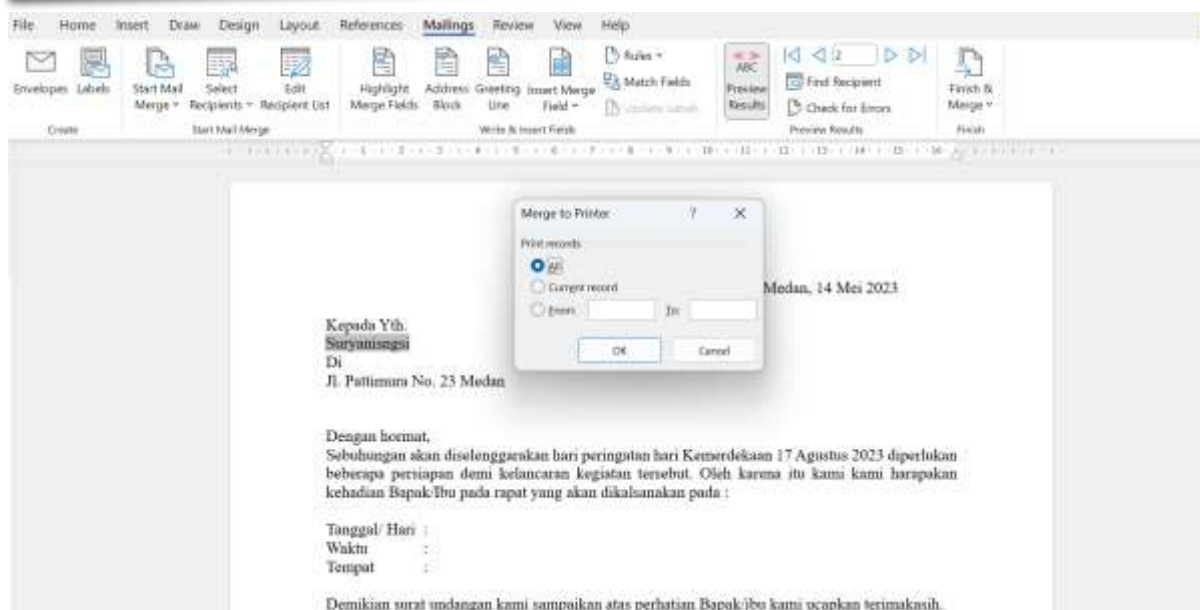 File Home Insert Draw Design Layout References Mailings Review View Help
Envelopes Labels Start Mail Merge Select Recipients Edit Recipient List Highlight Merge Fields Address Block Greeting Line Insert Merge Field Rules Match Fields Update Labels ABC Preview Results 2 Find Recipient Check for Errors Finish & Merge
Create Start Mail Merge Write & Insert Fields Preview Results Finish
Merge to Printer ? X
Print records
All
Current record
From: To:
OK Cancel
Medan, 14 Mei 2023
Kepada Yth.
Suryanisngsi
Di
Jl. Pattimura No. 23 Medan
Dengan hormat,
Sebuhungan akan diselenggarakan hari peringatan hari Kemerdekaan 17 Agustus 2023 diperlukan
beberapa persiapan demi kelancaran kegiatan tersebut. Oleh karena itu kami kami harapakan
kehadian Bapak/Ibu pada rapat yang akan dikalsanakan pada :
Tanggal/ Hari :
Waktu :
Tempat :
Demikian surat undangan kami sampaikan atas perhatian Bapak/ibu kami ucapkan terimakasih.